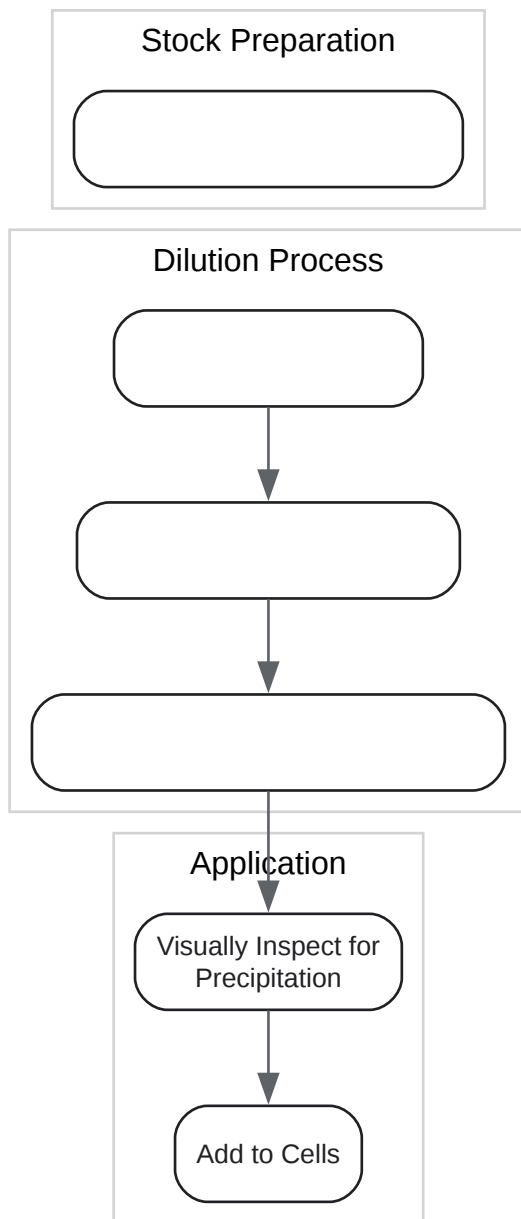 Stock Preparation
Dilution Process
Application
Visually Inspect for
Precipitation
Add to Cells